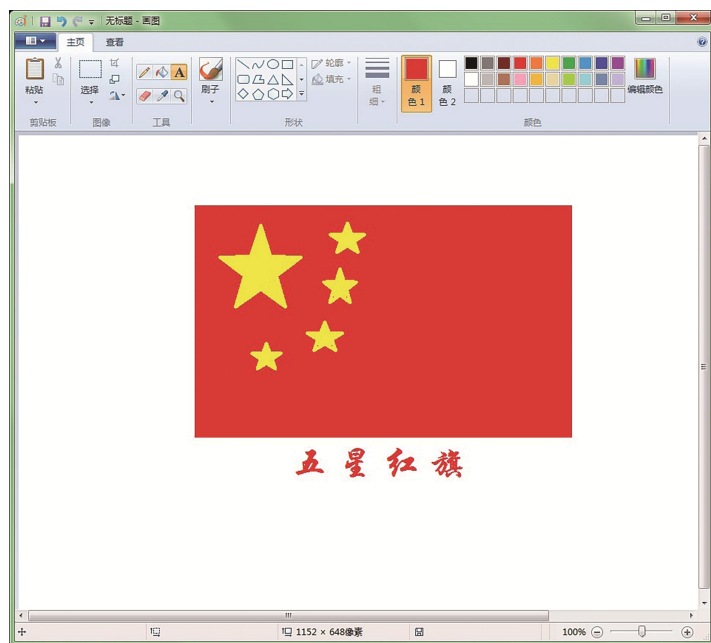 无标题 - 画图
主页 查看
粘贴 选择 刷子 轮廓 填充 粗细 颜色 1 颜色 2 编辑颜色
剪贴板 图像 工具 形状 颜色
五星红旗
1152 × 648像素 100%